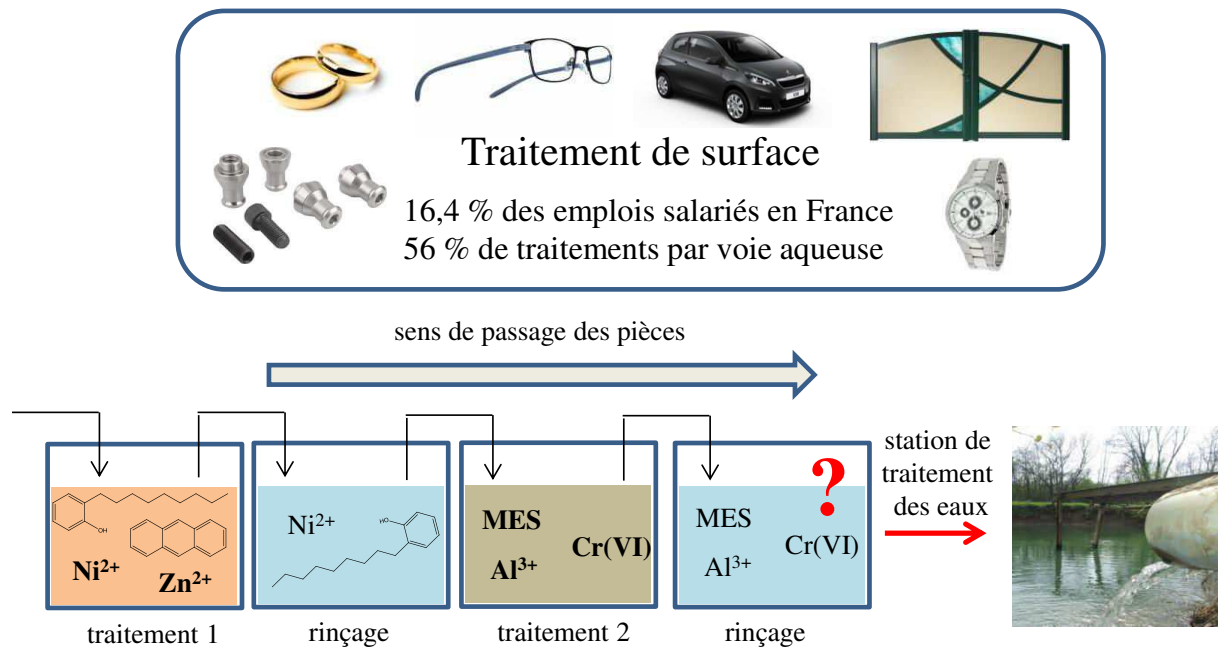 Traitement de surface
16,4 % des emplois salariés en France
56 % de traitements par voie aqueuse
sens de passage des pièces
OH
Ni²⁺
Zn²⁺
traitement 1
Ni²⁺
HO
rinçage
MES
Al³⁺
Cr(VI)
traitement 2
?
MES
Al³⁺
Cr(VI)
rinçage
station de
traitement
des eaux